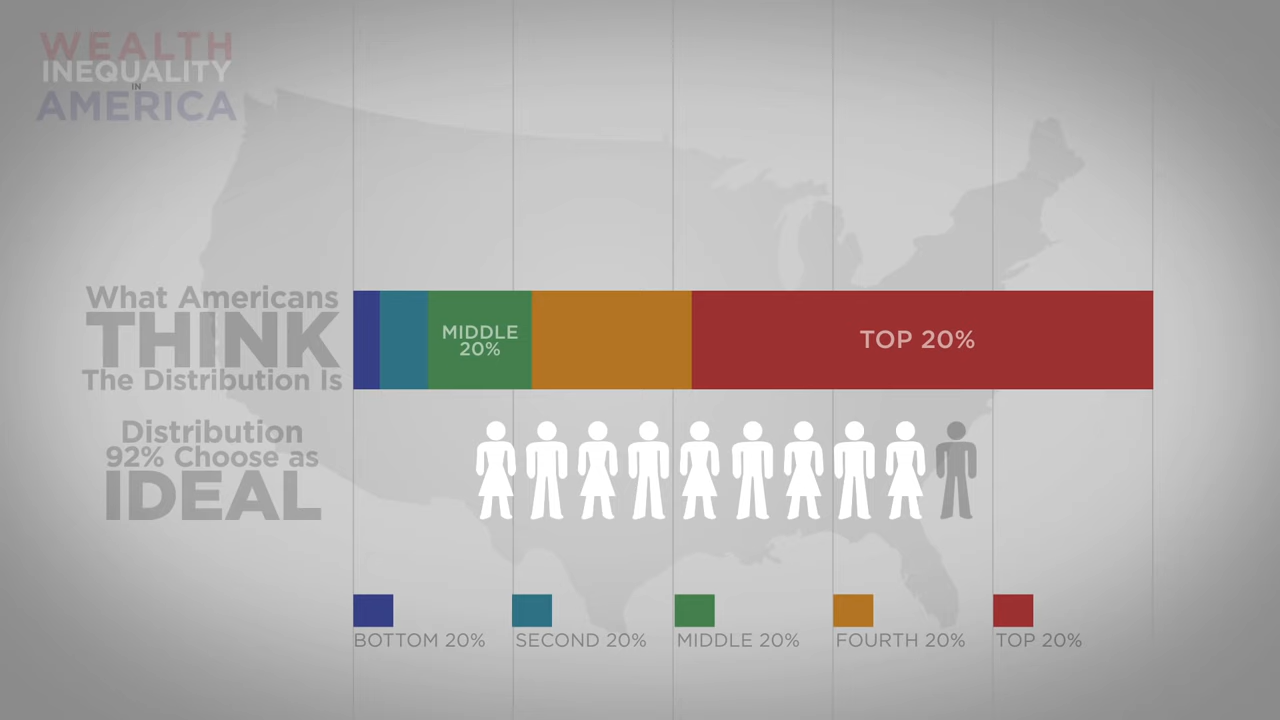 WEALTH
INEQUALITY
IN
AMERICA
What Americans
THINK
The Distribution Is
MIDDLE
20%
TOP 20%
Distribution
92% Choose as
IDEAL
BOTTOM 20%
SECOND 20%
MIDDLE 20%
FOURTH 20%
TOP 20%